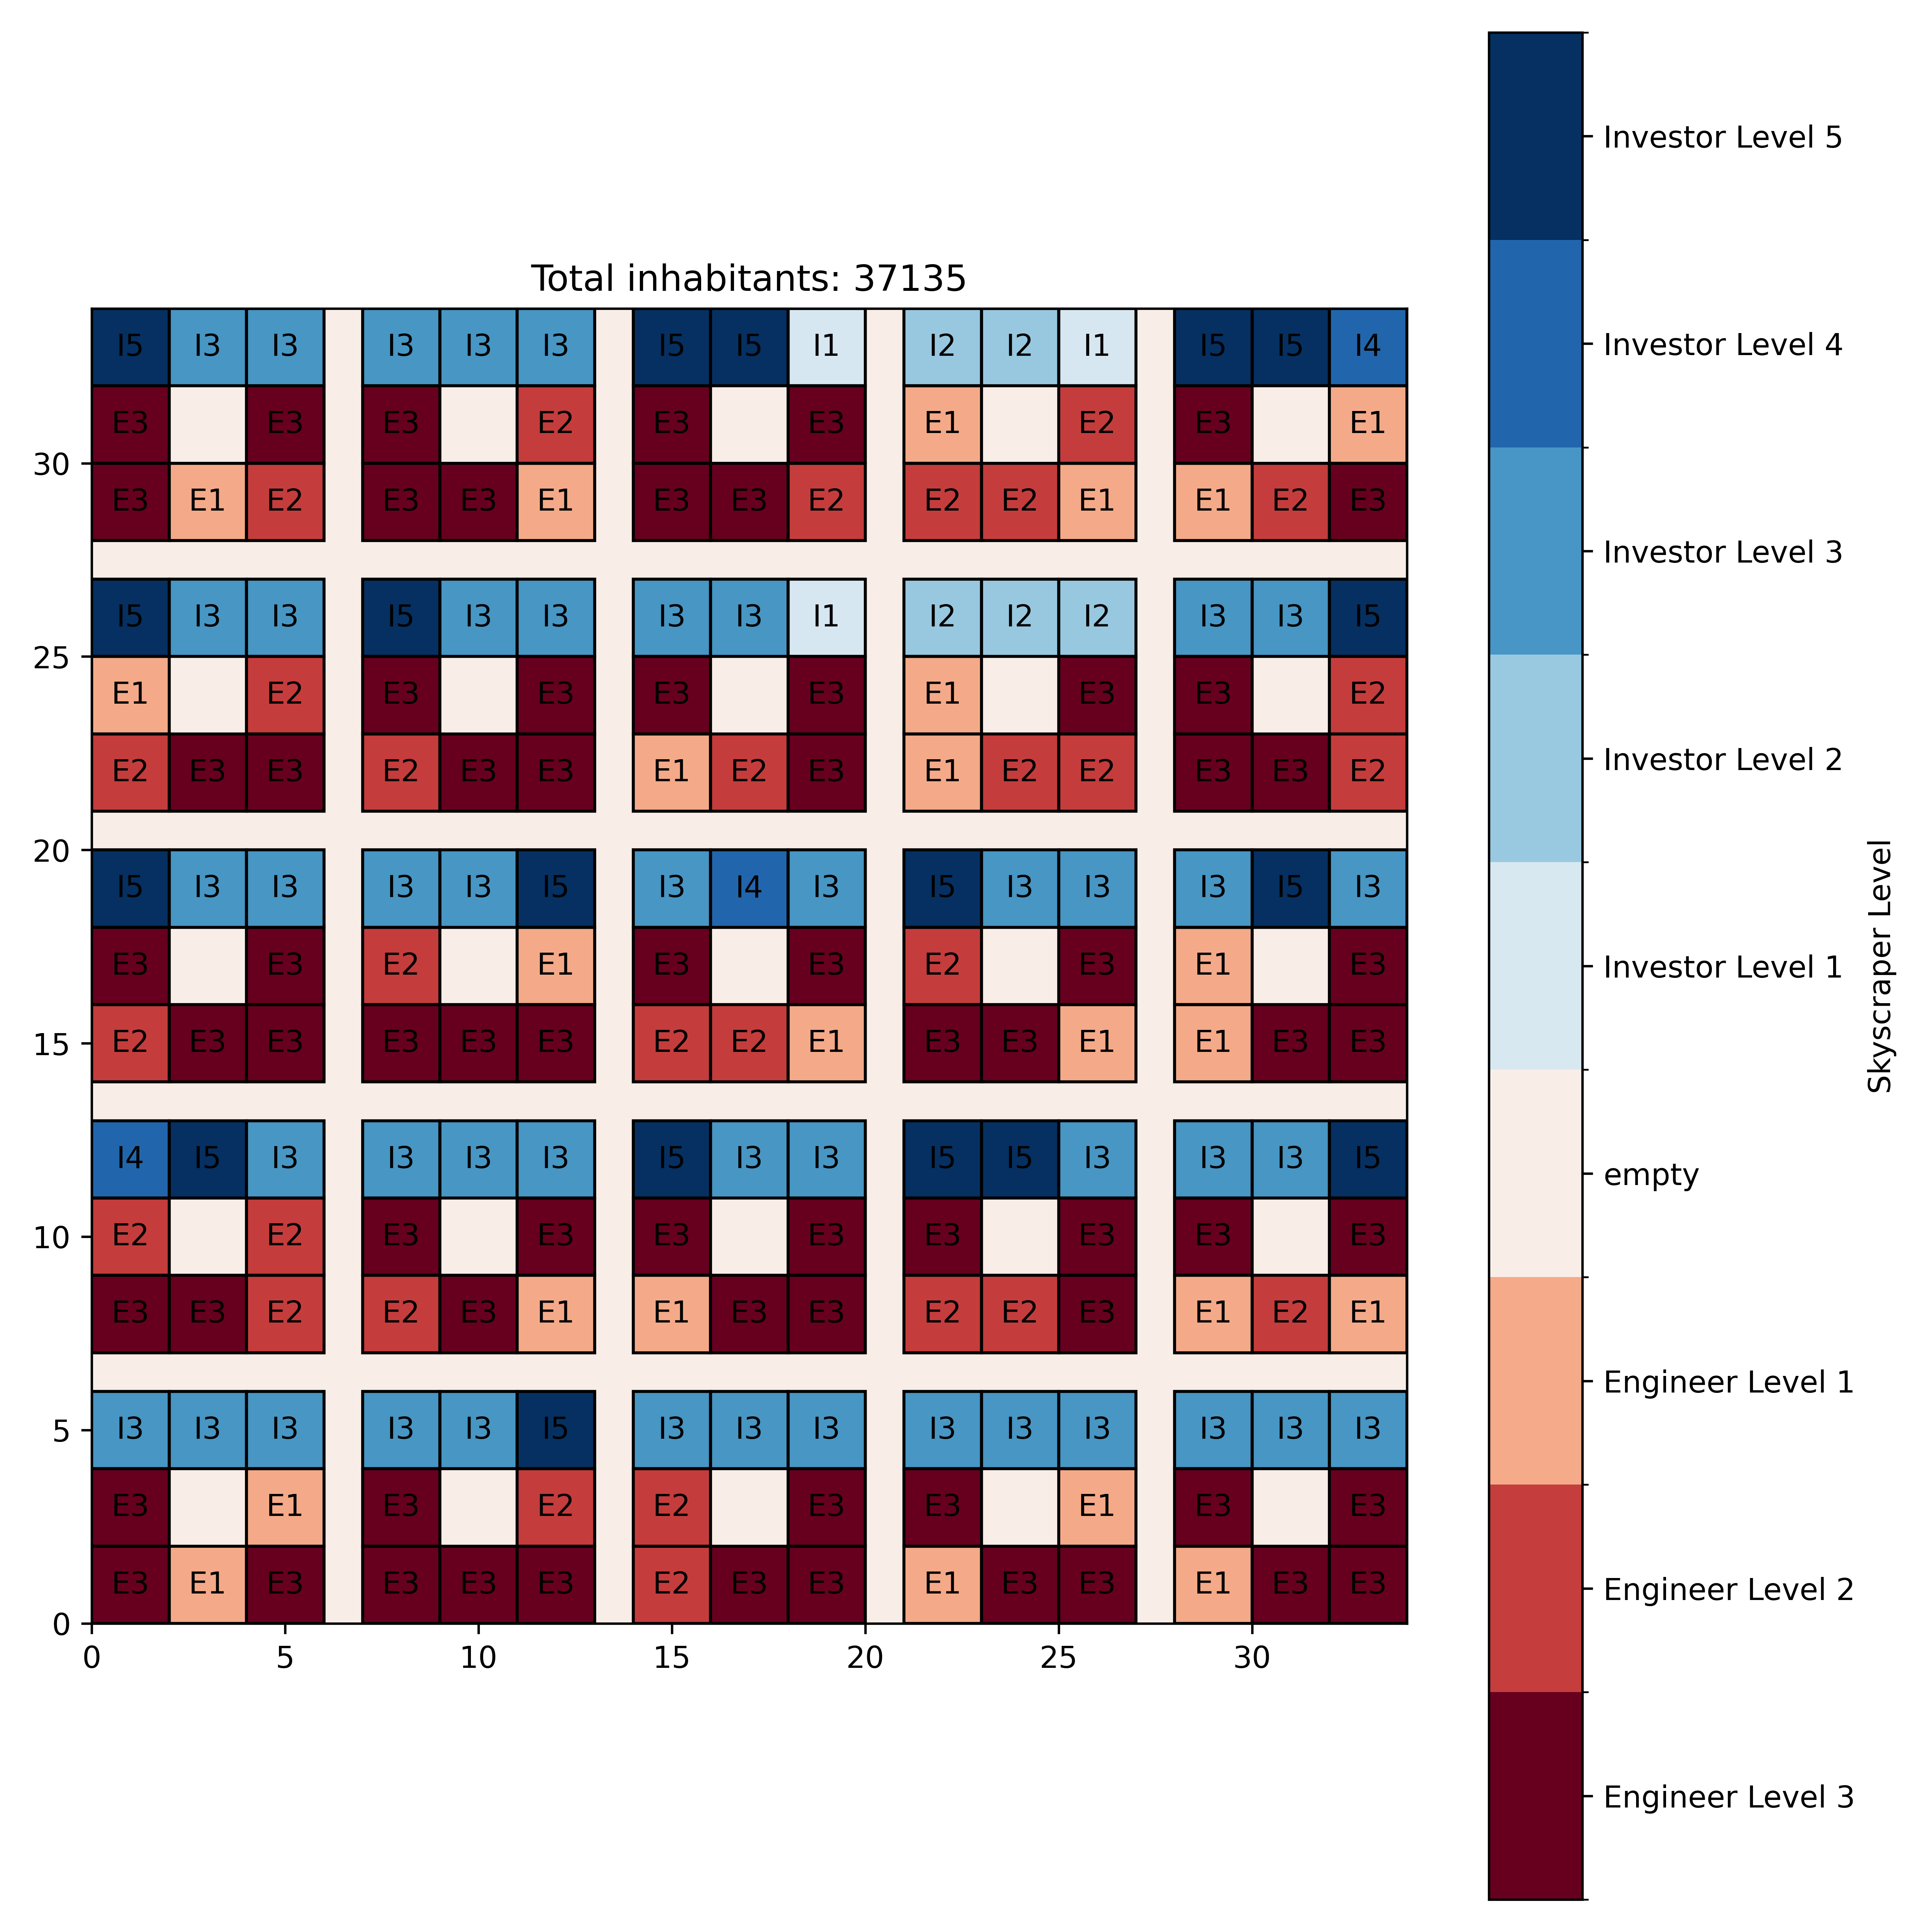 Total inhabitants: 37135
I5 I3 I3 I3 I3 I3 I5 I5 I1 I2 I2 I1 I5 I5 I4
E3 E3 E3 E2 E3 E3 E1 E2 E3 E1
30
E3 E1 E2 E3 E3 E1 E3 E3 E2 E2 E2 E1 E1 E2 E3
I5 I3 I3 I5 I3 I3 I3 I3 I1 I2 I2 I2 I3 I3 I5
25
E1 E2 E3 E3 E3 E3 E1 E3 E3 E2
E2 E3 E3 E2 E3 E3 E1 E2 E3 E1 E2 E2 E3 E3 E2
20
I5 I3 I3 I3 I3 I5 I3 I4 I3 I5 I3 I3 I3 I5 I3
E3 E3 E2 E1 E3 E3 E2 E3 E1 E3
15
E2 E3 E3 E3 E3 E3 E2 E2 E1 E3 E3 E1 E1 E3 E3
I4 I5 I3 I3 I3 I3 I5 I3 I3 I5 I5 I3 I3 I3 I5
10
E2 E2 E3 E3 E3 E3 E3 E3 E3 E3
E3 E3 E2 E2 E3 E1 E1 E3 E3 E2 E2 E3 E1 E2 E1
5
I3 I3 I3 I3 I3 I5 I3 I3 I3 I3 I3 I3 I3 I3 I3
E3 E1 E3 E2 E2 E3 E3 E1 E3 E3
E3 E1 E3 E3 E3 E3 E2 E3 E3 E1 E3 E3 E1 E3 E3
0
0 5 10 15 20 25 30
Investor Level 5
Investor Level 4
Investor Level 3
Investor Level 2
Investor Level 1
empty
Engineer Level 1
Engineer Level 2
Engineer Level 3
Skyscraper Level